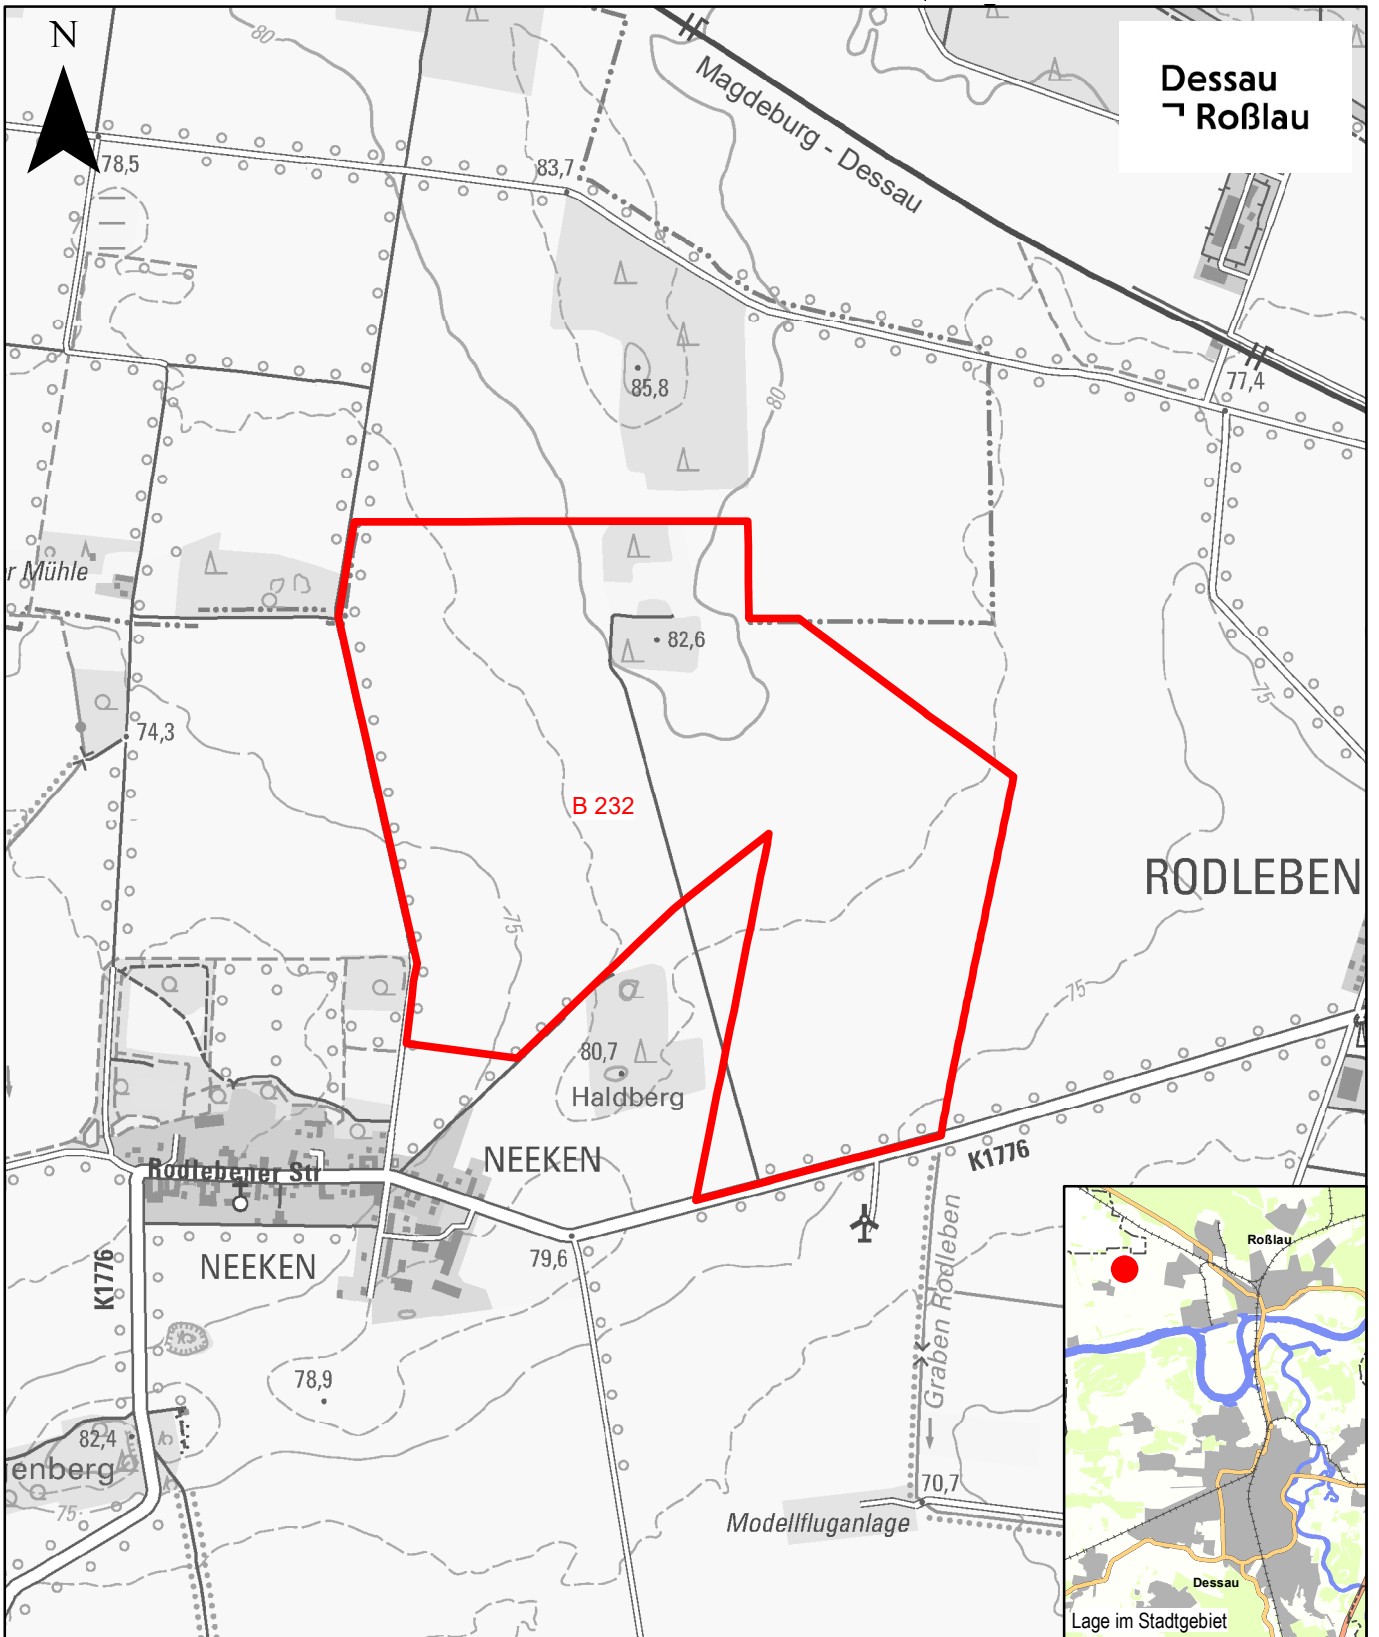 N
80
Dessau
Roßlau
Magdeburg - Dessau
78,5
83,7
85,8
80
77,4
r Mühle
82,6
75
74,3
B 232
RODLEBEN
75
75
80,7
Haldberg
NEEKEN
K1776
Rodlebener Str
NEEKEN
K1776
79,6
Graben Rodleben
78,9
82,4
enberg
75
70,7
Modellfluganlage
Roßlau
Dessau
Lage im Stadtgebiet